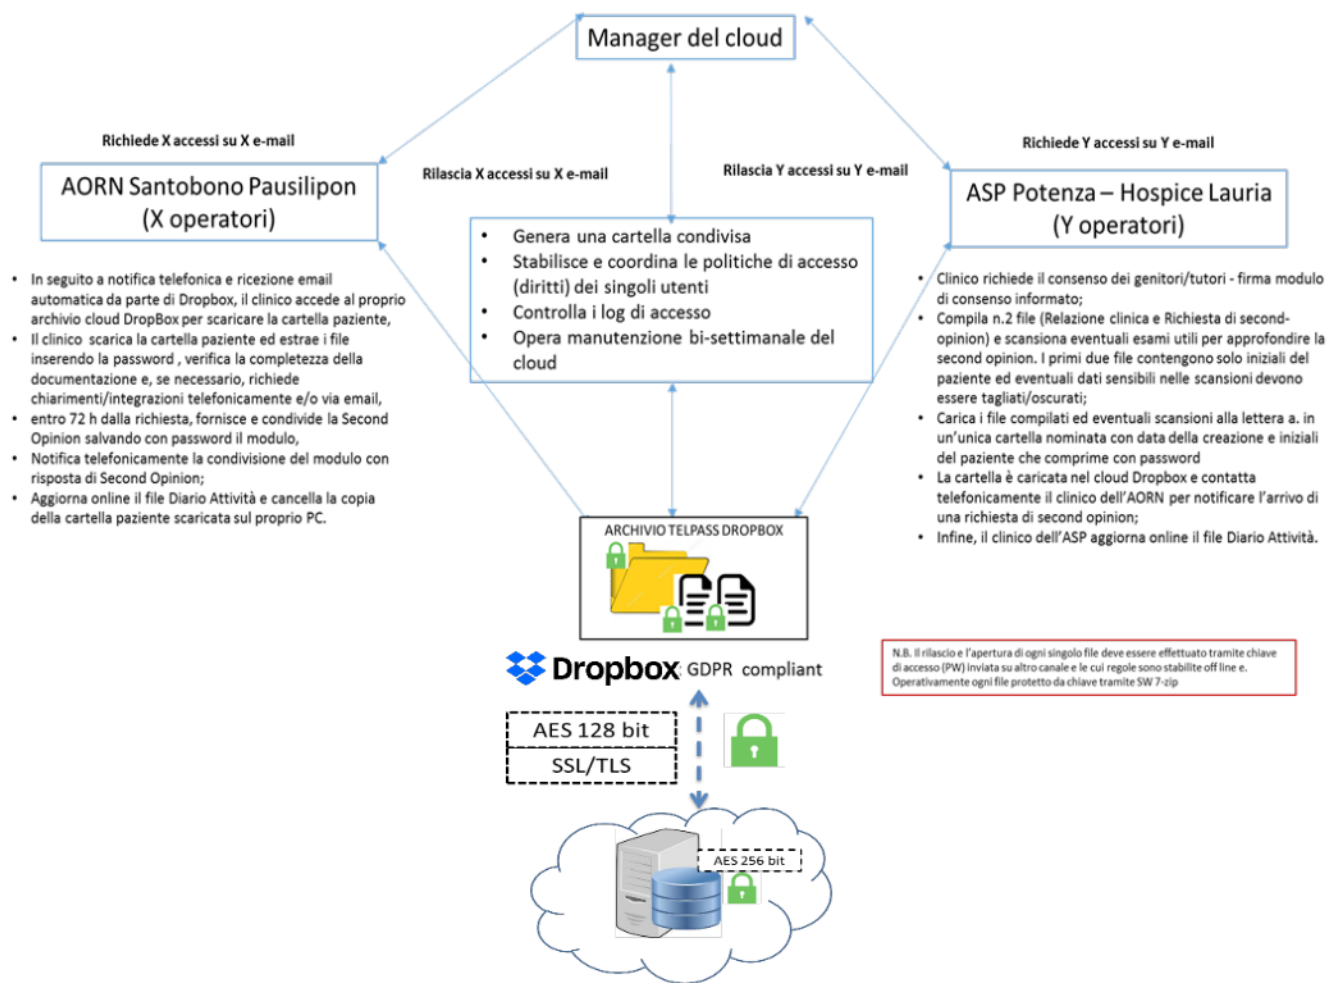 Manager del cloud
Richiede X accessi su X e-mail
AORN Santobono Pausilipon
(X operatori)
Rilascia X accessi su X e-mail
Rilascia Y accessi su Y e-mail
Richiede Y accessi su Y e-mail
ASP Potenza – Hospice Lauria
(Y operatori)
• Genera una cartella condivisa
• Stabilisce e coordina le politiche di accesso
(diritti) dei singoli utenti
• Controlla i log di accesso
• Opera manutenzione bi-settimanale del
cloud
• In seguito a notifica telefonica e ricezione email
automatica da parte di Dropbox, il clinico accede al proprio
archivio cloud DropBox per scaricare la cartella paziente,
• Il clinico scarica la cartella paziente ed estrae i file
inserendo la password , verifica la completezza della
documentazione e, se necessario, richiede
chiarimenti/integrazioni telefonicamente e/o via email,
• entro 72 h dalla richiesta, fornisce e condivide la Second
Opinion salvando con password il modulo,
• Notifica telefonicamente la condivisione del modulo con
risposta di Second Opinion;
• Aggiorna online il file Diario Attività e cancella la copia
della cartella paziente scaricata sul proprio PC.
• Clinico richiede il consenso dei genitori/tutori - firma modulo
di consenso informato;
• Compila n.2 file (Relazione clinica e Richiesta di second-
opinion) e scansiona eventuali esami utili per approfondire la
second opinion. I primi due file contengono solo iniziali del
paziente ed eventuali dati sensibili nelle scansioni devono
essere tagliati/oscurati;
• Carica i file compilati ed eventuali scansioni alla lettera a. in
un'unica cartella nominata con data della creazione e iniziali
del paziente che comprime con password
• La cartella è caricata nel cloud Dropbox e contatta
telefonicamente il clinico dell'AORN per notificare l'arrivo di
una richiesta di second opinion;
• Infine, il clinico dell'ASP aggiorna online il file Diario Attività.
ARCHIVIO TELPASS DROPBOX
Dropbox: GDPR compliant
N.B. Il rilascio e l'apertura di ogni singolo file deve essere effettuato tramite chiave
di accesso (PW) inviata su altro canale e le cui regole sono stabilite off line e.
Operativamente ogni file protetto da chiave tramite SW 7-zip
AES 128 bit
SSL/TLS
AES 256 bit